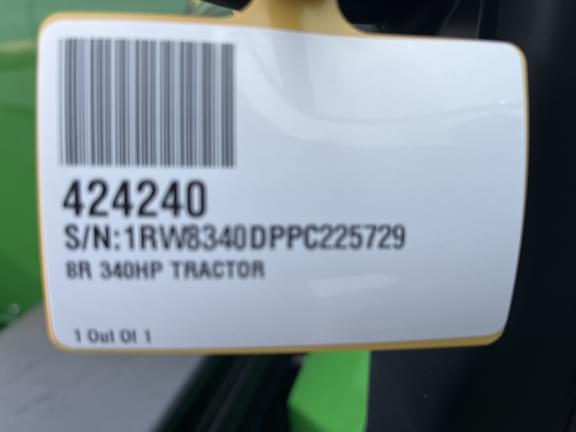 424240
S/N:1RW8340DPPC225729
8R 340HP TRACTOR
1 Out Of 1